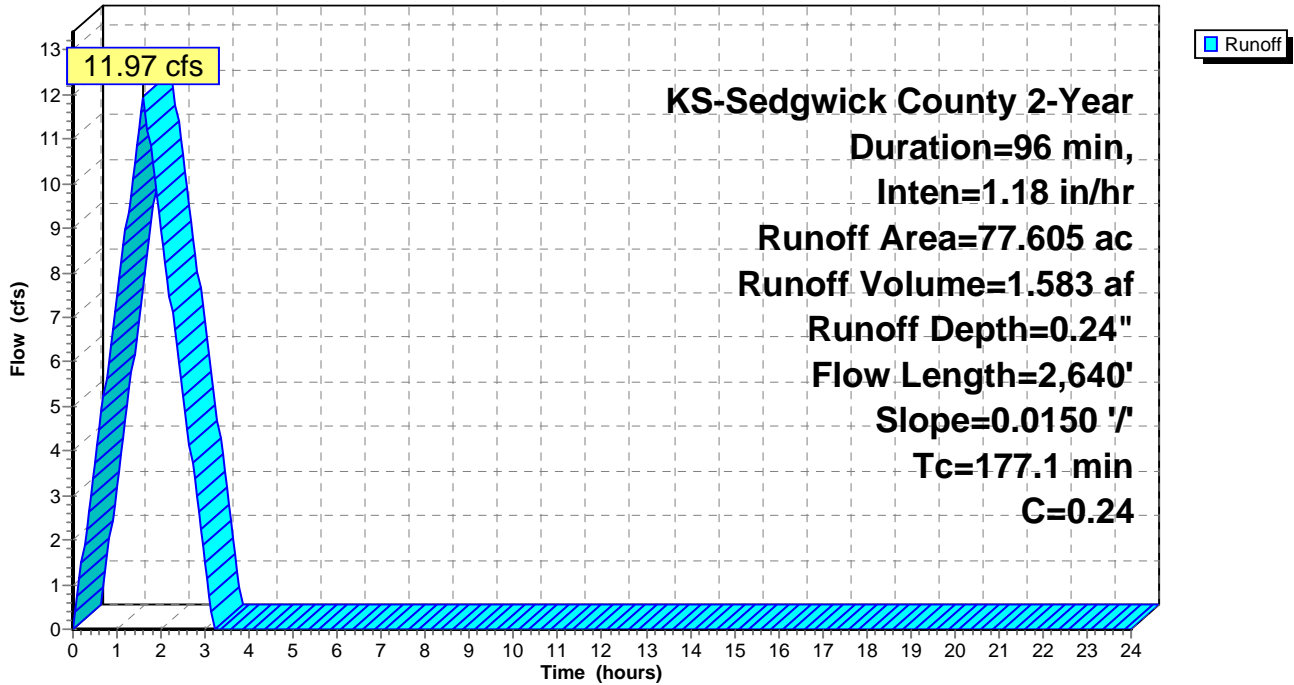 Runoff
11.97 cfs
KS-Sedgwick County 2-Year
Duration=96 min,
Inten=1.18 in/hr
Runoff Area=77.605 ac
Runoff Volume=1.583 af
Runoff Depth=0.24"
Flow Length=2,640'
Slope=0.0150 '/'
Tc=177.1 min
C=0.24
Flow (cfs)
13
12
11
10
9
8
7
6
5
4
3
2
1
0
0 1 2 3 4 5 6 7 8 9 10 11 12 13 14 15 16 17 18 19 20 21 22 23 24
Time (hours)